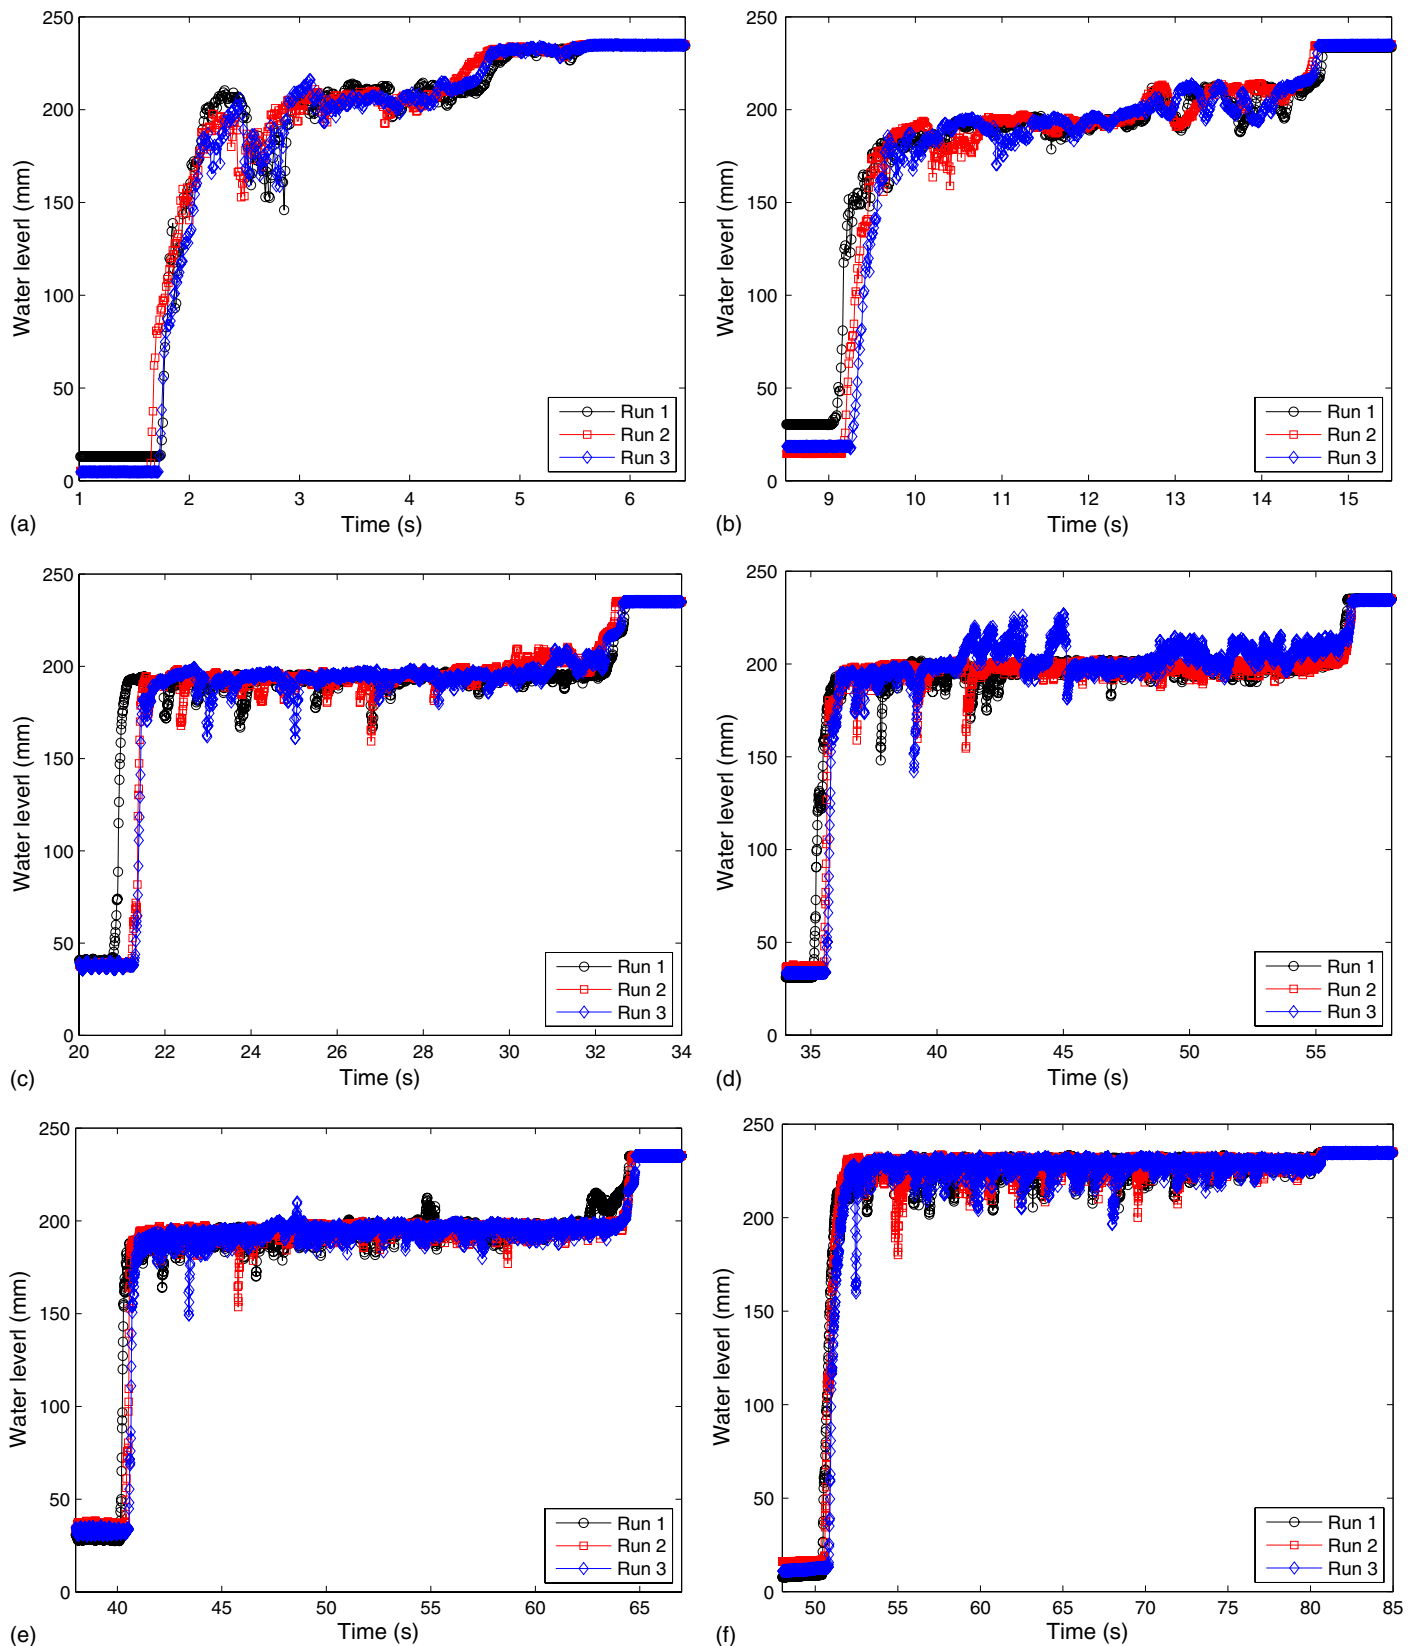 250
200
150
100
50
0
Water leverl (mm)
1 2 3 4 5 6
Time (s)
Run 1
Run 2
Run 3
(a)
250
200
150
100
50
0
Water leverl (mm)
9 10 11 12 13 14 15
Time (s)
Run 1
Run 2
Run 3
(b)
250
200
150
100
50
0
Water leverl (mm)
20 22 24 26 28 30 32 34
Time (s)
Run 1
Run 2
Run 3
(c)
250
200
150
100
50
0
Water leverl (mm)
35 40 45 50 55
Time (s)
Run 1
Run 2
Run 3
(d)
250
200
150
100
50
0
Water leverl (mm)
40 45 50 55 60 65
Time (s)
Run 1
Run 2
Run 3
(e)
250
200
150
100
50
0
Water leverl (mm)
50 55 60 65 70 75 80 85
Time (s)
Run 1
Run 2
Run 3
(f)